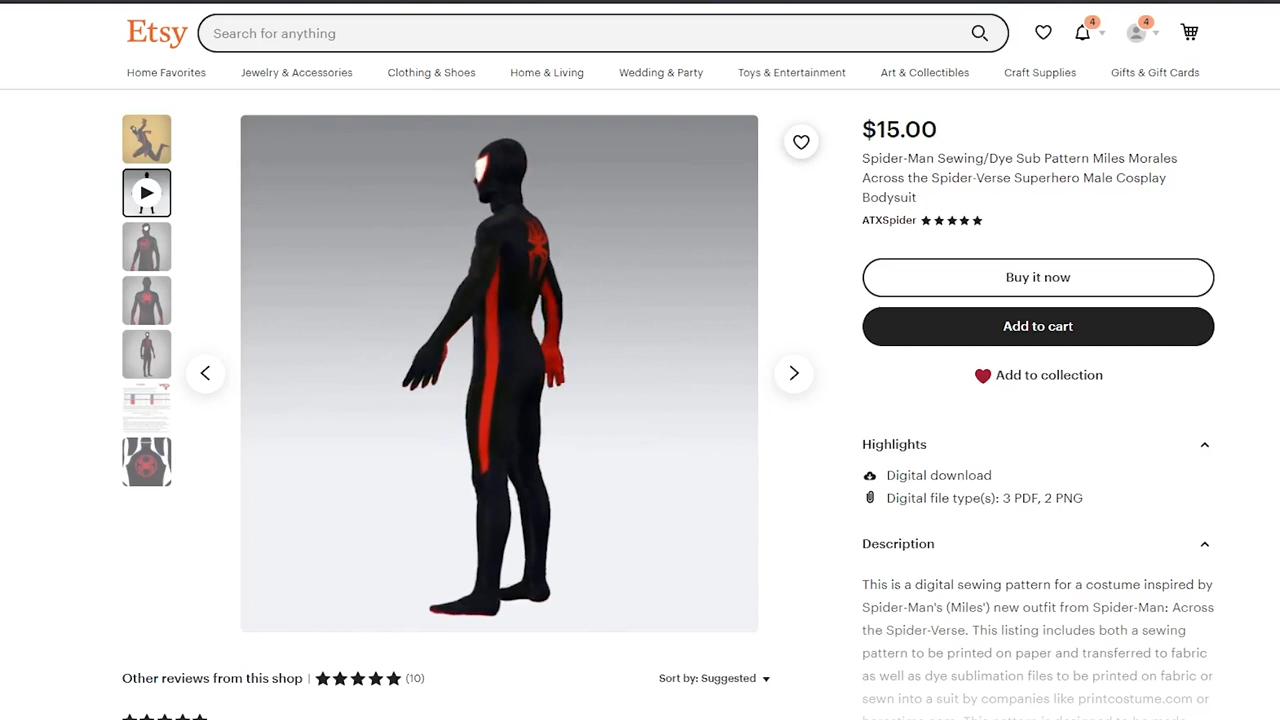 Etsy
Search for anything
4
4
Home Favorites
Jewelry & Accessories
Clothing & Shoes
Home & Living
Wedding & Party
Toys & Entertainment
Art & Collectibles
Craft Supplies
Gifts & Gift Cards
$15.00
Spider-Man Sewing/Dye Sub Pattern Miles Morales
Across the Spider-Verse Superhero Male Cosplay
Bodysuit
ATXSpider
Buy it now
Add to cart
Add to collection
Highlights
Digital download
Digital file type(s): 3 PDF, 2 PNG
Description
This is a digital sewing pattern for a costume inspired by
Spider-Man's (Miles') new outfit from Spider-Man: Across
the Spider-Verse. This listing includes both a sewing
pattern to be printed on paper and transferred to fabric
as well as dye sublimation files to be printed on fabric or
sewn into a suit by companies like printcostume.com or
Other reviews from this shop
(10)
Sort by: Suggested